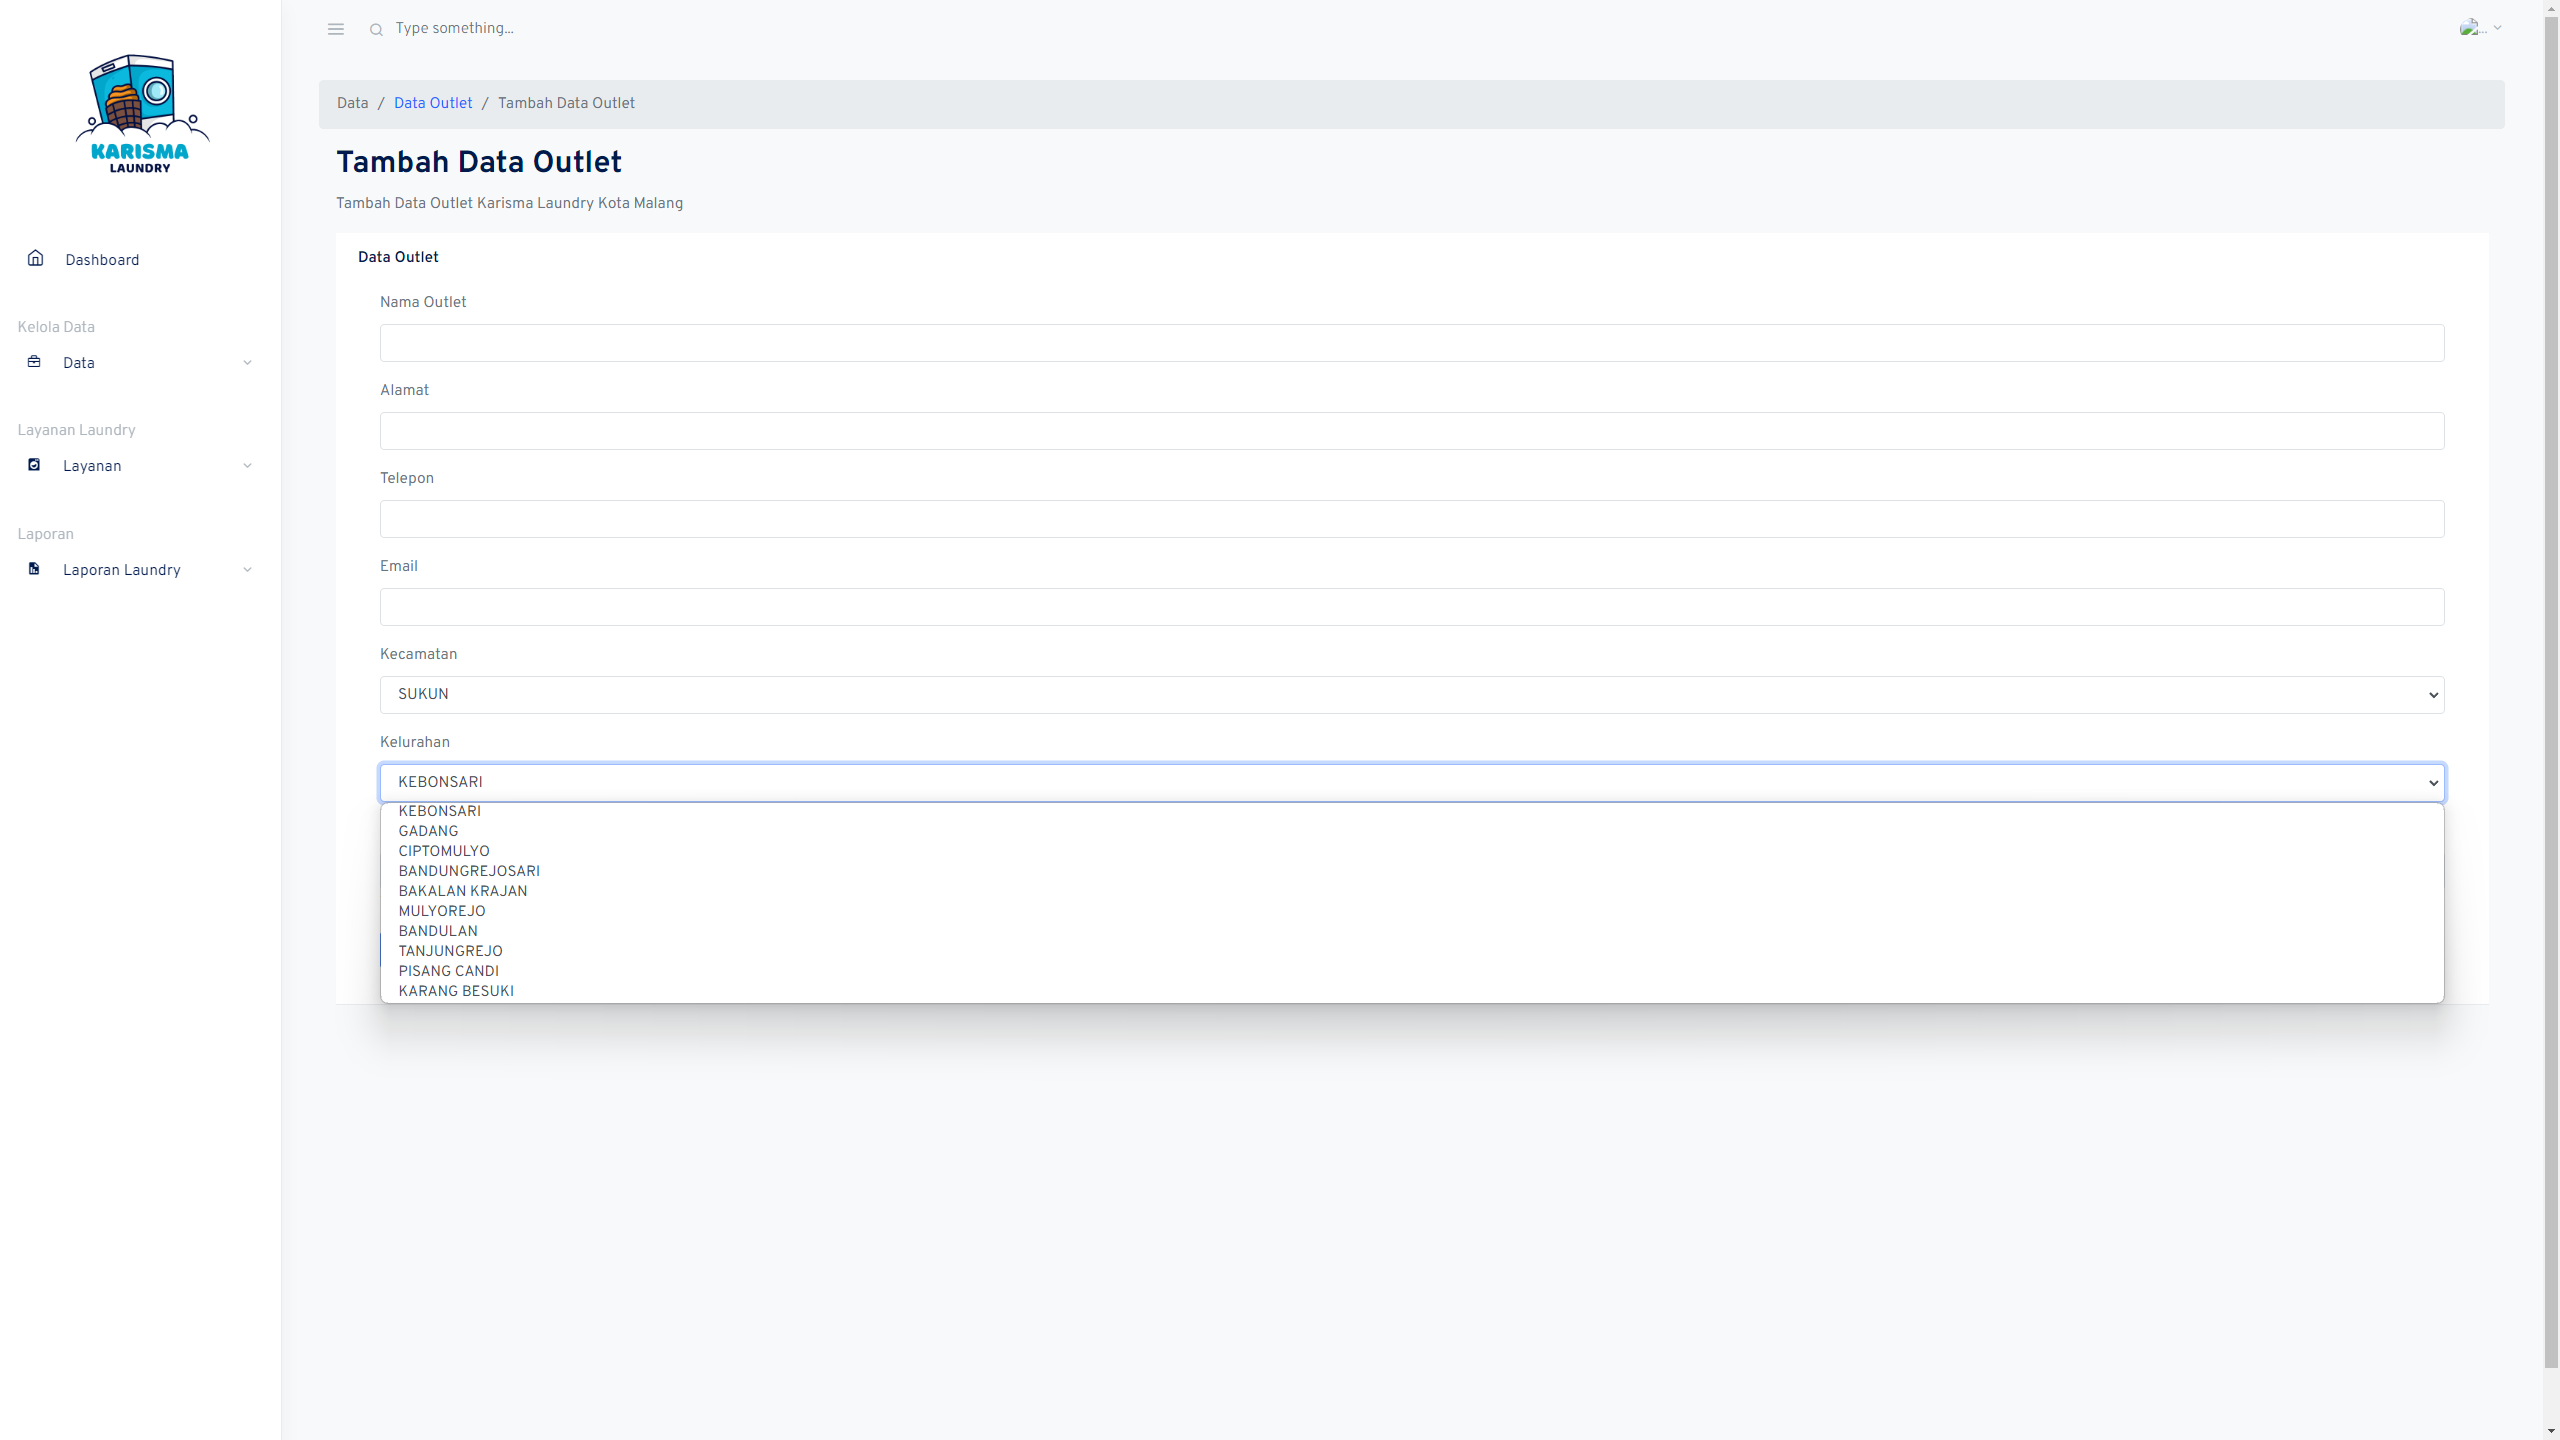 KARISMA
LAUNDRY
Dashboard
Kelola Data
Data
Layanan Laundry
Layanan
Laporan
Laporan Laundry
Type something...
...
Data / Data Outlet / Tambah Data Outlet
Tambah Data Outlet
Tambah Data Outlet Karisma Laundry Kota Malang
Data Outlet
Nama Outlet
Alamat
Telepon
Email
Kecamatan
SUKUN
Kelurahan
KEBONSARI
KEBONSARI
GADANG
CIPTOMULYO
BANDUNGREJOSARI
BAKALAN KRAJAN
MULYOREJO
BANDULAN
TANJUNGREJO
PISANG CANDI
KARANG BESUKI